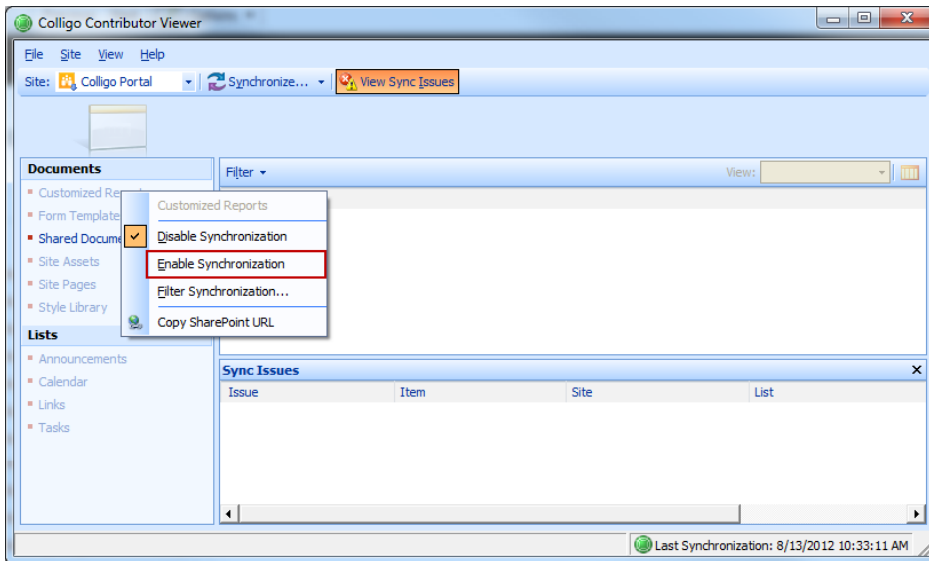 Colligo Contributor Viewer
File Site View Help
Site: Colligo Portal Synchronize... View Sync Issues
Documents
Filter View:
Customized Re
Customized Reports
Form Template
Disable Synchronization
Shared Docume
Enable Synchronization
Site Assets
Filter Synchronization...
Site Pages
Style Library
Copy SharePoint URL
Lists
Announcements
Calendar
Links
Tasks
Sync Issues
Issue Item Site List
Last Synchronization: 8/13/2012 10:33:11 AM